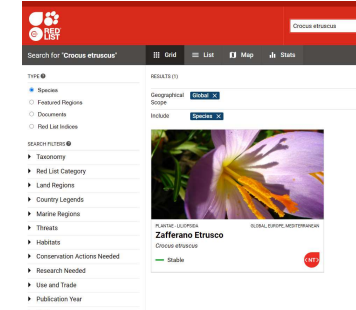 RED
LIST
Crocus etruscus
Search for "Crocus etruscus"
Grid
List
Map
Stats
TYPE
Species
Featured Regions
Documents
Red List Indices
SEARCH FILTERS
Taxonomy
Red List Category
Land Regions
Country Legends
Marine Regions
Threats
Habitats
Conservation Actions Needed
Research Needed
Use and Trade
Publication Year
RESULTS (1)
Geographical Scope
Global X
Include
Species X
PLANTAE - LILIOPSIDA
GLOBAL, EUROPE, MEDITERRANEAN
Zafferano Etrusco
Crocus etruscus
Stable
NT